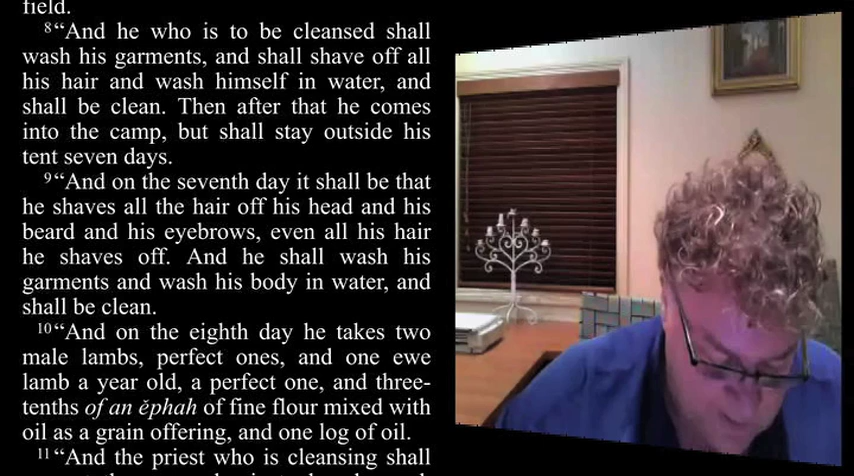 field.
8“And he who is to be cleansed shall
wash his garments, and shall shave off all
his hair and wash himself in water, and
shall be clean. Then after that he comes
into the camp, but shall stay outside his
tent seven days.
9“And on the seventh day it shall be that
he shaves all the hair off his head and his
beard and his eyebrows, even all his hair
he shaves off. And he shall wash his
garments and wash his body in water, and
shall be clean.
10“And on the eighth day he takes two
male lambs, perfect ones, and one ewe
lamb a year old, a perfect one, and three-
tenths of an ĕphah of fine flour mixed with
oil as a grain offering, and one log of oil.
11“And the priest who is cleansing shall